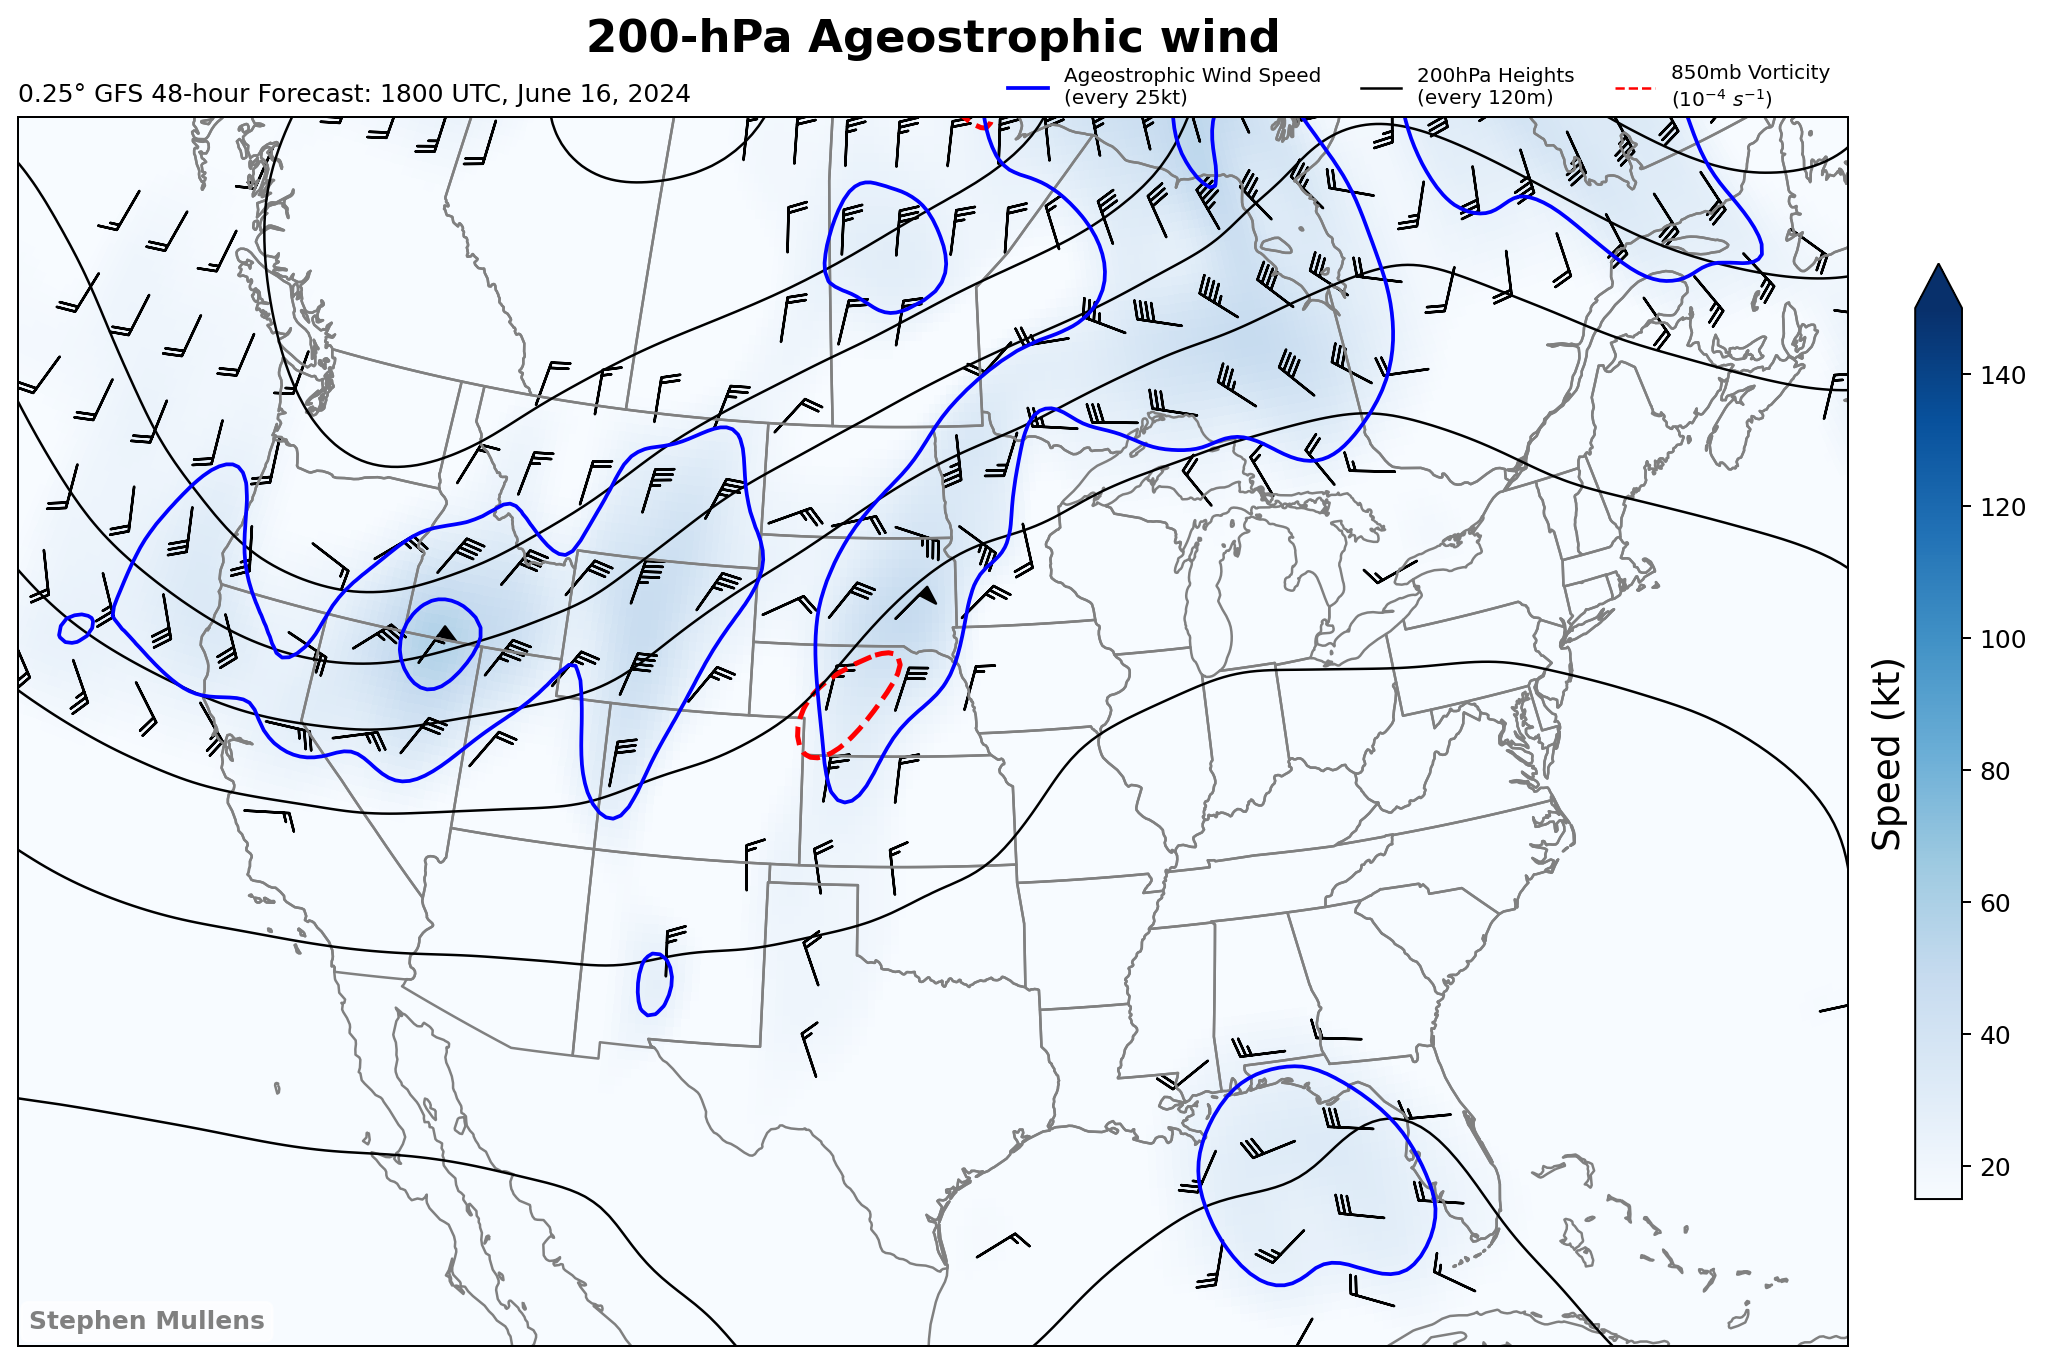 200-hPa Ageostrophic wind
0.25° GFS 48-hour Forecast: 1800 UTC, June 16, 2024
Ageostrophic Wind Speed
(every 25kt)
200hPa Heights
(every 120m)
850mb Vorticity
(10⁻⁴ s⁻¹)
140
120
100
80
60
40
20
Speed (kt)
Stephen Mullens